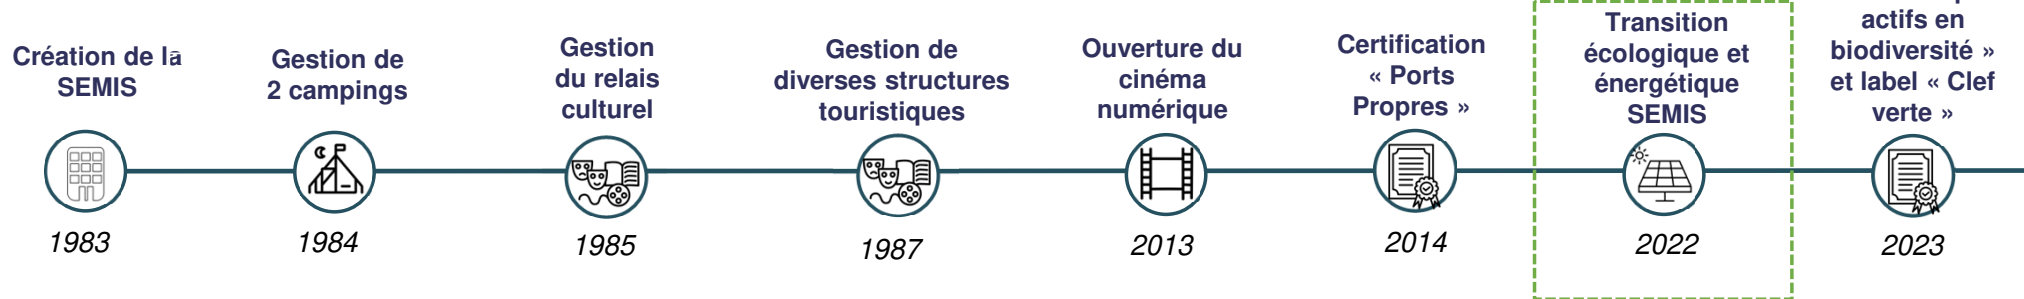 Création de la
SEMIS
1983
Gestion de
2 campings
1984
Gestion
du relais
culturel
1985
Gestion de
diverses structures
touristiques
1987
Ouverture du
cinéma
numérique
2013
Certification
« Ports
Propres »
2014
Transition
écologique et
énergétique
SEMIS
2022
actifs en
biodiversité »
et label « Clef
verte »
2023